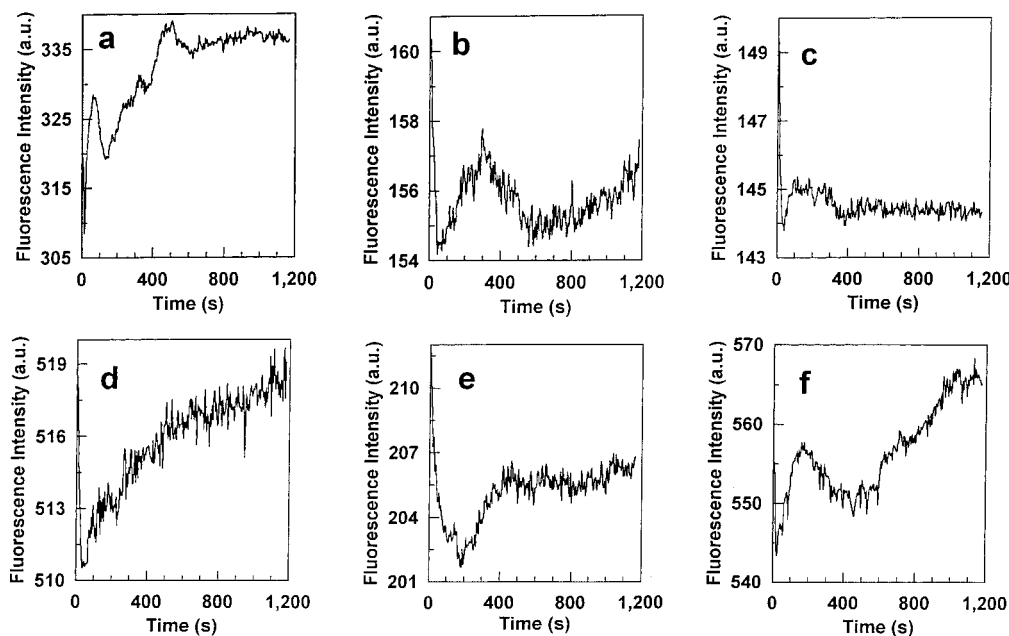 a
Fluorescence Intensity (a.u.)
335
325
315
305
0 400 800 1,200
Time (s)
b
Fluorescence Intensity (a.u.)
160
158
156
154
0 400 800 1,200
Time (s)
c
Fluorescence Intensity (a.u.)
149
147
145
143
0 400 800 1,200
Time (s)
d
Fluorescence Intensity (a.u.)
519
516
513
510
0 400 800 1,200
Time (s)
e
Fluorescence Intensity (a.u.)
210
207
204
201
0 400 800 1,200
Time (s)
f
Fluorescence Intensity (a.u.)
570
560
550
540
0 400 800 1,200
Time (s)